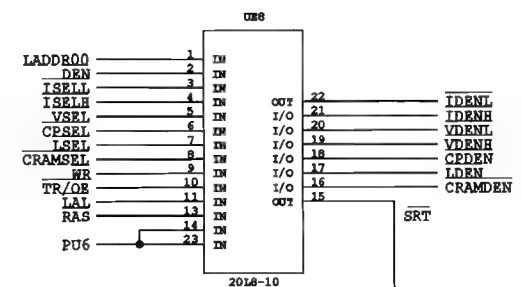 UE8
LADDR00 1 IN
DEN 2 IN
ISELL 3 IN
ISELH 4 IN OUT 22 IDENL
VSEL 5 IN I/O 21 IDENH
CPSEL 6 IN I/O 20 VDENL
LSEL 7 IN I/O 19 VDENH
CRAMSEL 8 IN I/O 18 CPDEN
WR 9 IN I/O 17 LDEN
TR/OE 10 IN I/O 16 CRAMDEN
LAL 11 IN OUT 15 SRT
RAS 13 IN
14 IN
PU6 23 IN
20L8-10